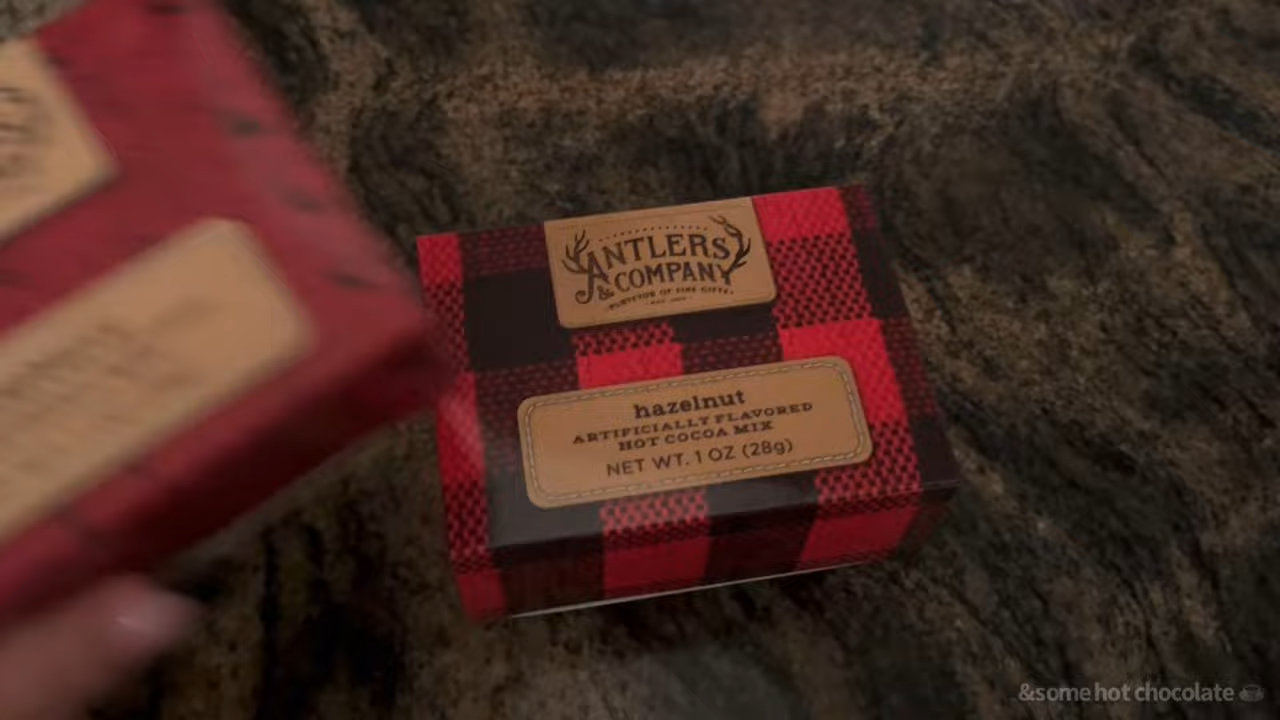 ANTLERS
& COMPANY
PURVEYOR OF FINE GIFTS
hazelnut
ARTIFICIALLY FLAVORED
HOT COCOA MIX
NET WT. 1 OZ (28g)
&some hot chocolate